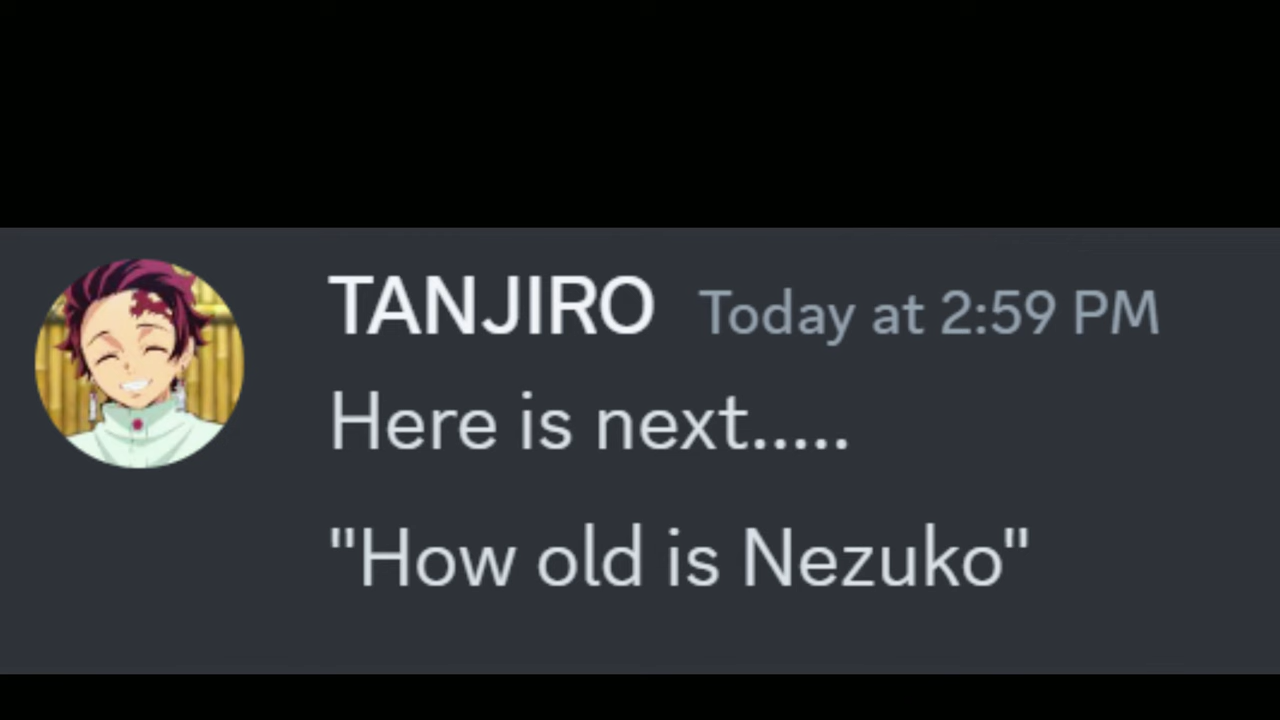 TANJIRO Today at 2:59 PM
Here is next.....
"How old is Nezuko"